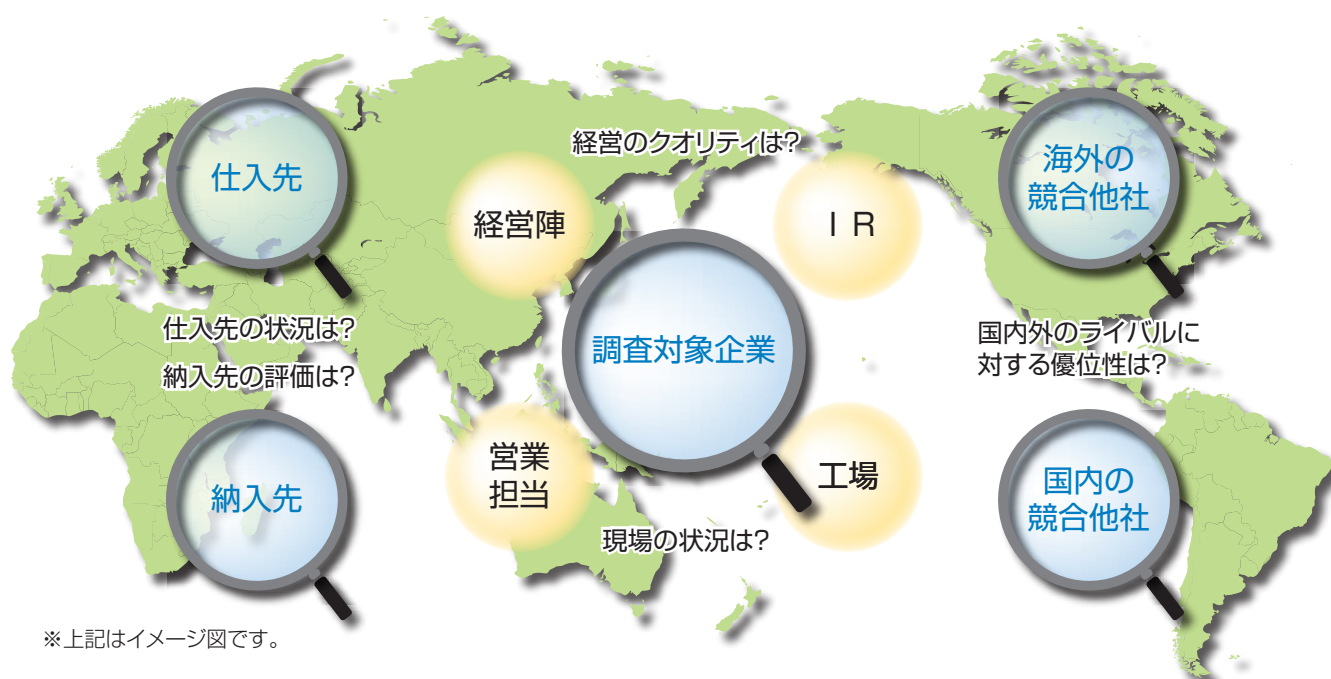 経営のクオリティは?
仕入先
海外の
競合他社
経営陣
I R
調査対象企業
仕入先の状況は?
納入先の評価は?
国内外のライバルに
対する優位性は?
営業
担当
工場
納入先
国内の
競合他社
現場の状況は?
※上記はイメージ図です。